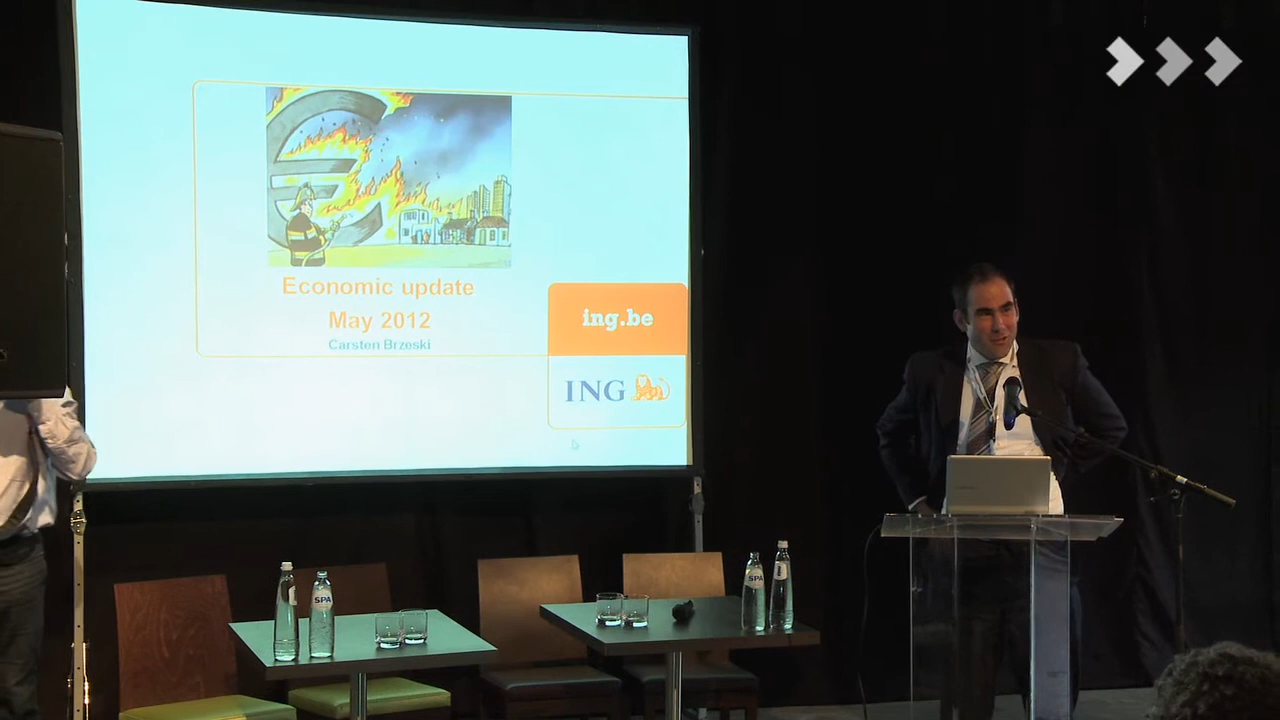 Economic update
May 2012
Carsten Brzeski
ing.be
ING
SPA
SPA